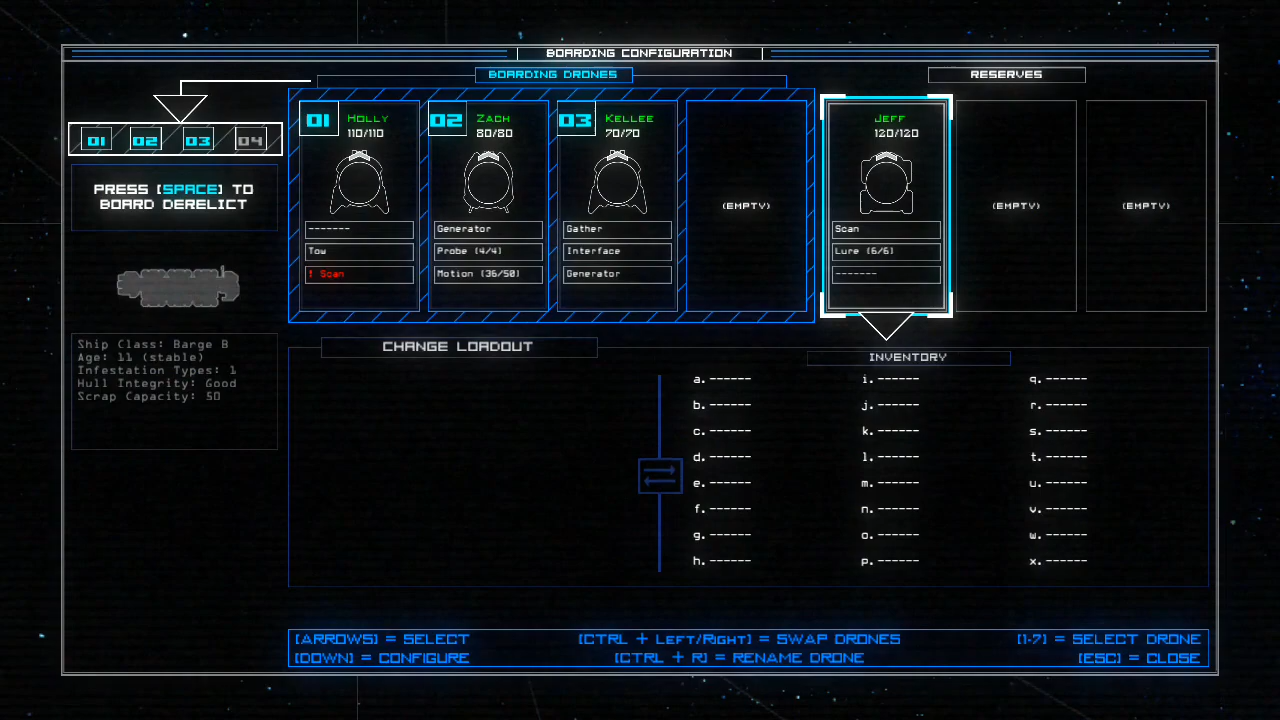 BOARDING CONFIGURATION
BOARDING DRONES
RESERVES
01 02 03 04
PRESS [SPACE] TO
BOARD DERELICT
Ship Class: Barge B
Age: 11 (stable)
Infestation Types: 1
Hull Integrity: Good
Scrap Capacity: 50
01 Holly
110/110
-------
Tow
! Scan
02 Zach
80/80
Generator
Probe (4/4)
Motion (36/50)
03 Kellee
70/70
Gather
Interface
Generator
(EMPTY)
Jeff
120/120
Scan
Lure (6/6)
-------
(EMPTY)
(EMPTY)
CHANGE LOADOUT
INVENTORY
a. ------
b. ------
c. ------
d. ------
e. ------
f. ------
g. ------
h. ------
i. ------
j. ------
k. ------
l. ------
m. ------
n. ------
o. ------
p. ------
q. ------
r. ------
s. ------
t. ------
u. ------
v. ------
w. ------
x. ------
[ARROWS] = SELECT
[CTRL + Left/Right] = SWAP DRONES
[1-7] = SELECT DRONE
[DOWN] = CONFIGURE
[CTRL + R] = RENAME DRONE
[ESC] = CLOSE